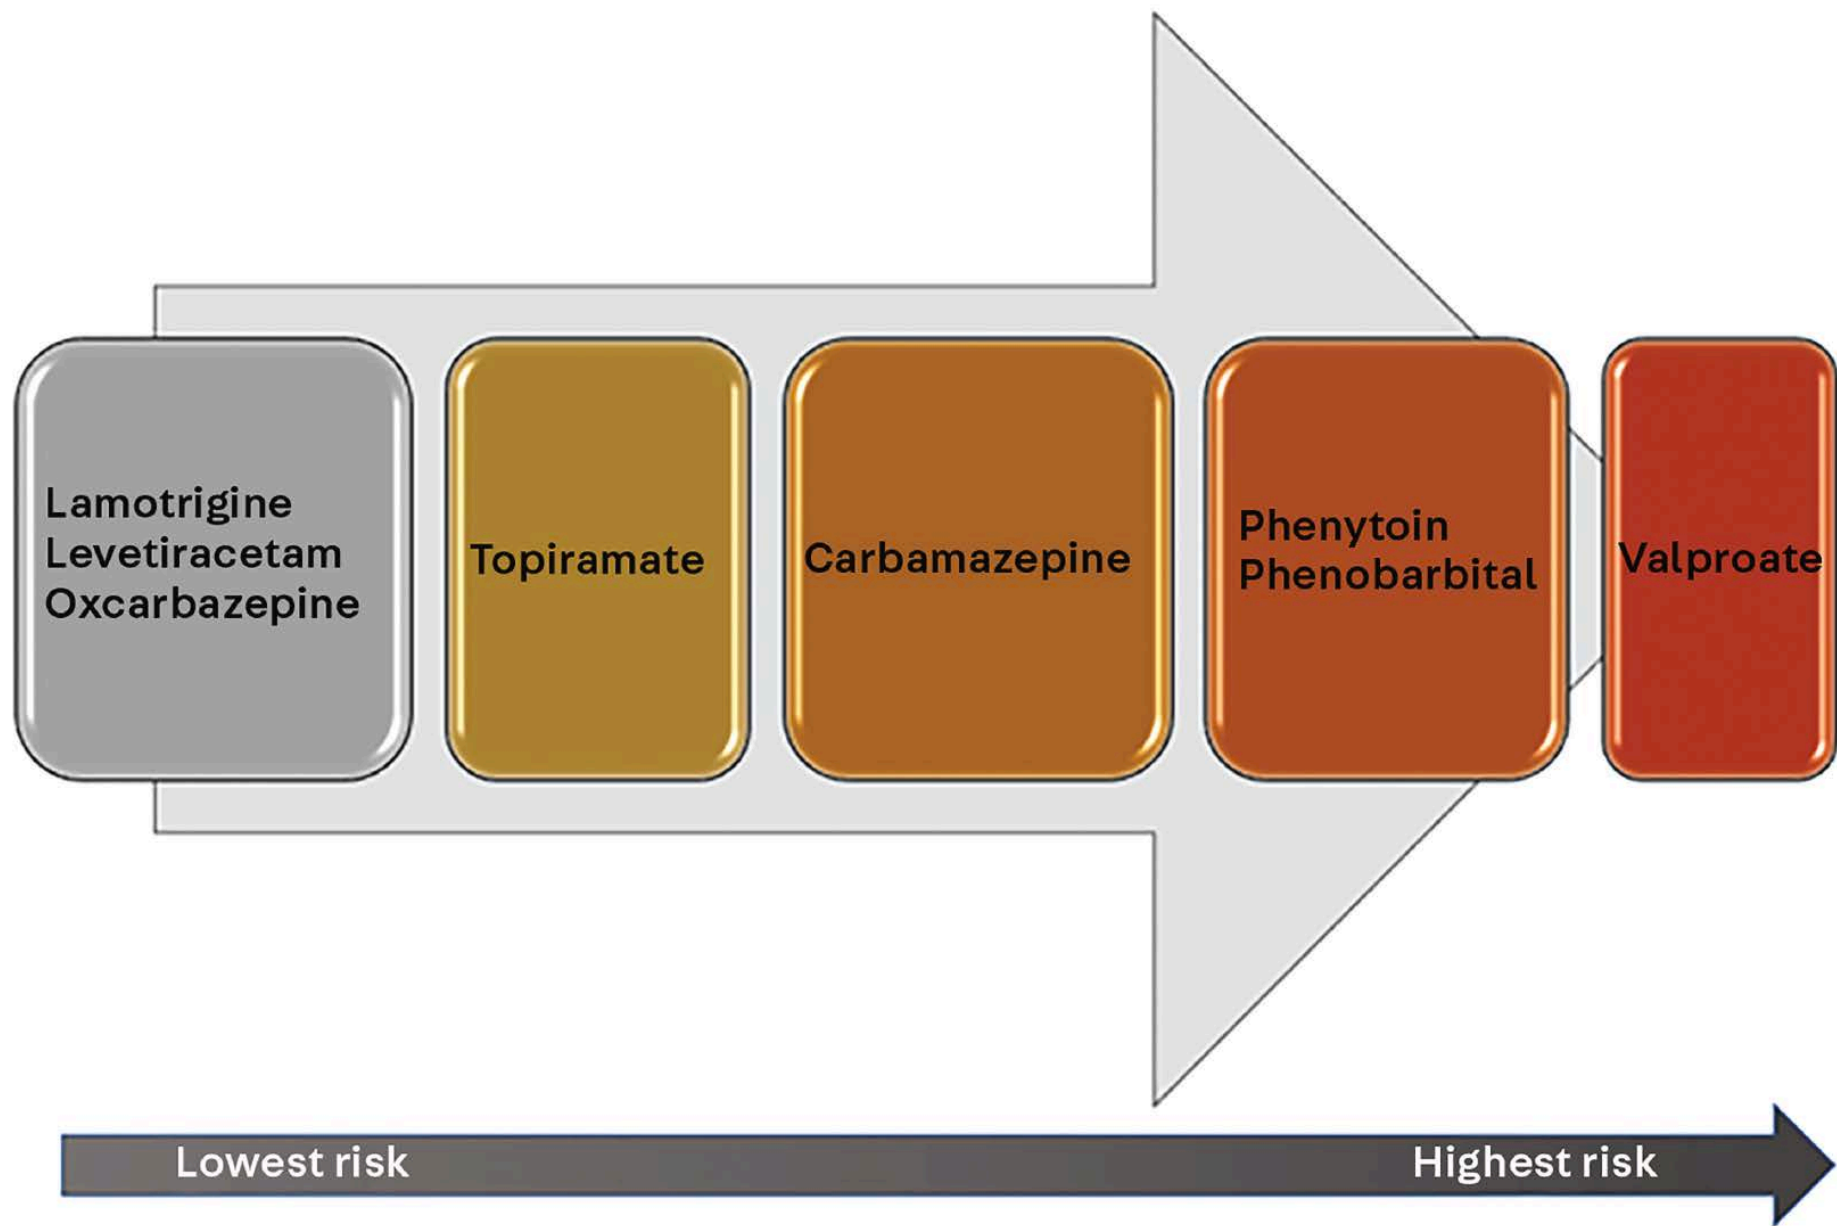 Lamotrigine
Levetiracetam
Oxcarbazepine
Topiramate
Carbamazepine
Phenytoin
Phenobarbital
Valproate
Lowest risk
Highest risk